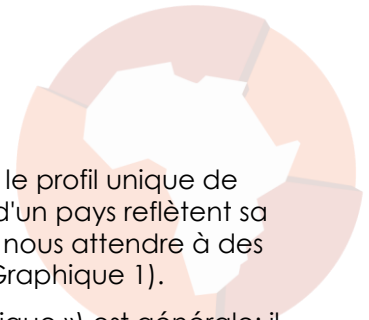 le profil unique de
d'un pays reflètent sa
nous attendre à des
Graphique 1).
ique ») est générale: il